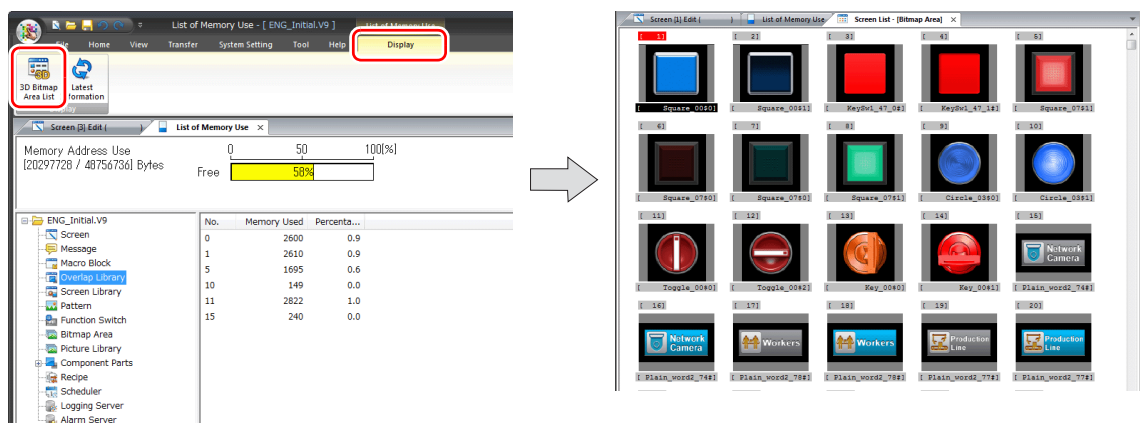 List of Memory Use - [ ENG_Initial.V9 ]
List of Memory Use
File Home View Transfer System Setting Tool Help Display
3D Bitmap
Area List
Latest
Information
Display
Screen [3] Edit ( ) List of Memory Use ×
Memory Address Use
[20297728 / 48756736] Bytes
0 50 100[%]
Free 58%
ENG_Initial.V9
Screen
Message
Macro Block
Overlap Library
Screen Library
Pattern
Function Switch
Bitmap Area
Picture Library
Component Parts
Recipe
Scheduler
Logging Server
Alarm Server
No. Memory Used Percenta...
0 2600 0.9
1 2610 0.9
5 1695 0.6
10 149 0.0
11 2822 1.0
15 240 0.0
Screen [1] Edit ( ) List of Memory Use Screen List - [Bitmap Area] ×
[ 1] [ 2] [ 3] [ 4] [ 5]
[ Square_00$0] [ Square_00$1] [ KeySw1_47_0$] [ KeySw1_47_1$] [ Square_07$1]
[ 6] [ 7] [ 8] [ 9] [ 10]
[ Square_07$0] [ Square_07$0] [ Square_07$1] [ Circle_03$0] [ Circle_03$1]
[ 11] [ 12] [ 13] [ 14] [ 15]
Network
Camera
[ Toggle_00$0] [ Toggle_00$2] [ Key_00$0] [ Key_00$1] [ Plain_word2_74$]
[ 16] [ 17] [ 18] [ 19] [ 20]
Network
Camera
Workers
Workers
Production
Line
Production
Line
[ Plain_word2_74$] [ Plain_word2_78$] [ Plain_word2_78$] [ Plain_word2_77$] [ Plain_word2_77$]